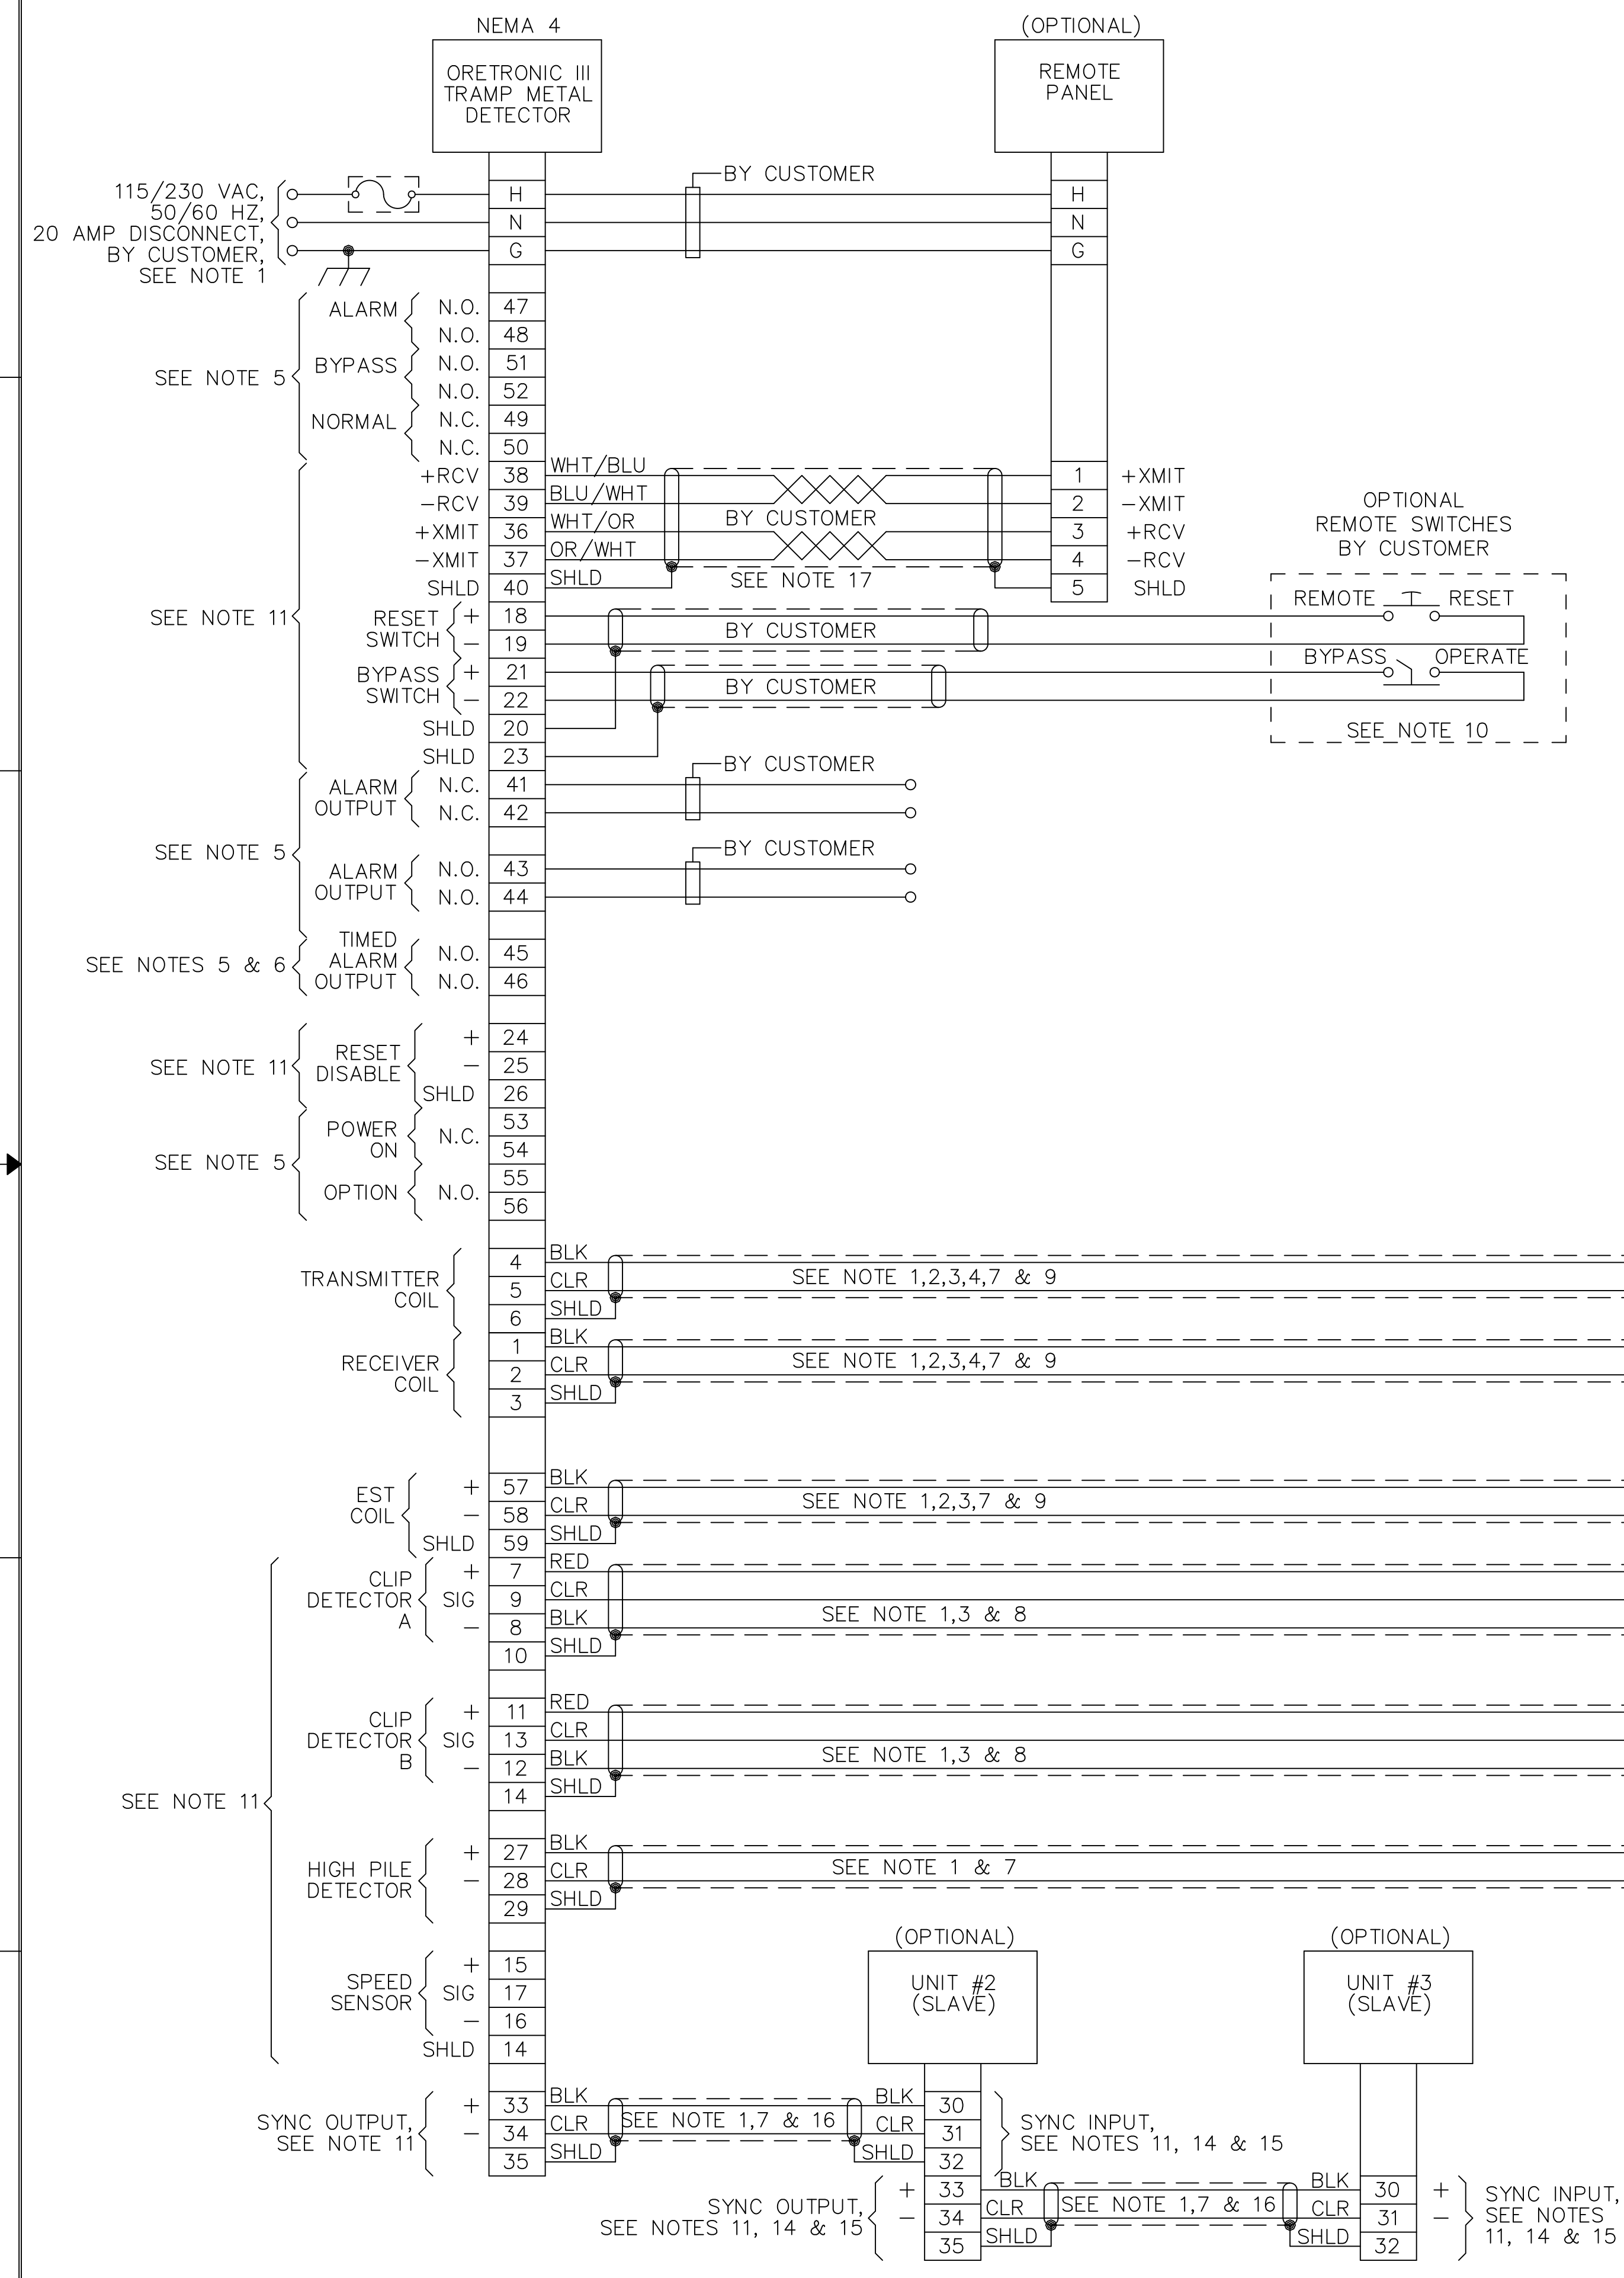 NEMA 4
ORETRONIC III
TRAMP METAL
DETECTOR
(OPTIONAL)
REMOTE
PANEL
115/230 VAC,
50/60 HZ,
20 AMP DISCONNECT,
BY CUSTOMER,
SEE NOTE 1
H
N
G
BY CUSTOMER
H
N
G
SEE NOTE 5
ALARM
N.O. 47
N.O. 48
BYPASS
N.O. 51
N.O. 52
NORMAL
N.C. 49
N.C. 50
SEE NOTE 11
+RCV 38 WHT/BLU
−RCV 39 BLU/WHT
+XMIT 36 WHT/OR
−XMIT 37 OR/WHT
SHLD 40 SHLD
BY CUSTOMER
SEE NOTE 17
1 +XMIT
2 −XMIT
3 +RCV
4 −RCV
5 SHLD
RESET
SWITCH
+ 18
− 19
BY CUSTOMER
BYPASS
SWITCH
+ 21
− 22
BY CUSTOMER
SHLD 20
SHLD 23
OPTIONAL
REMOTE SWITCHES
BY CUSTOMER
REMOTE RESET
BYPASS OPERATE
SEE NOTE 10
SEE NOTE 5
ALARM
OUTPUT
N.C. 41
N.C. 42
BY CUSTOMER
ALARM
OUTPUT
N.O. 43
N.O. 44
BY CUSTOMER
SEE NOTES 5 & 6
TIMED
ALARM
OUTPUT
N.O. 45
N.O. 46
SEE NOTE 11
RESET
DISABLE
+ 24
− 25
SHLD 26
SEE NOTE 5
POWER
ON
N.C.
53
54
OPTION N.O.
55
56
TRANSMITTER
COIL
4 BLK
5 CLR
6 SHLD
SEE NOTE 1,2,3,4,7 & 9
RECEIVER
COIL
1 BLK
2 CLR
3 SHLD
SEE NOTE 1,2,3,4,7 & 9
EST
COIL
+ 57 BLK
− 58 CLR
SHLD 59 SHLD
SEE NOTE 1,2,3,7 & 9
SEE NOTE 11
CLIP
DETECTOR
A
+ 7 RED
SIG 9 CLR
− 8 BLK
10 SHLD
SEE NOTE 1,3 & 8
CLIP
DETECTOR
B
+ 11 RED
SIG 13 CLR
− 12 BLK
14 SHLD
SEE NOTE 1,3 & 8
HIGH PILE
DETECTOR
+ 27 BLK
− 28 CLR
29 SHLD
SEE NOTE 1 & 7
SPEED
SENSOR
+ 15
SIG 17
− 16
SHLD 14
(OPTIONAL)
UNIT #2
(SLAVE)
(OPTIONAL)
UNIT #3
(SLAVE)
SYNC OUTPUT,
SEE NOTE 11
+ 33 BLK
− 34 CLR
35 SHLD
SEE NOTE 1,7 & 16
BLK 30
CLR 31
SHLD 32
SYNC INPUT,
SEE NOTES 11, 14 & 15
SYNC OUTPUT,
SEE NOTES 11, 14 & 15
+ 33 BLK
− 34 CLR
35 SHLD
SEE NOTE 1,7 & 16
BLK 30 +
CLR 31 −
SHLD 32
SYNC INPUT,
SEE NOTES
11, 14 & 15